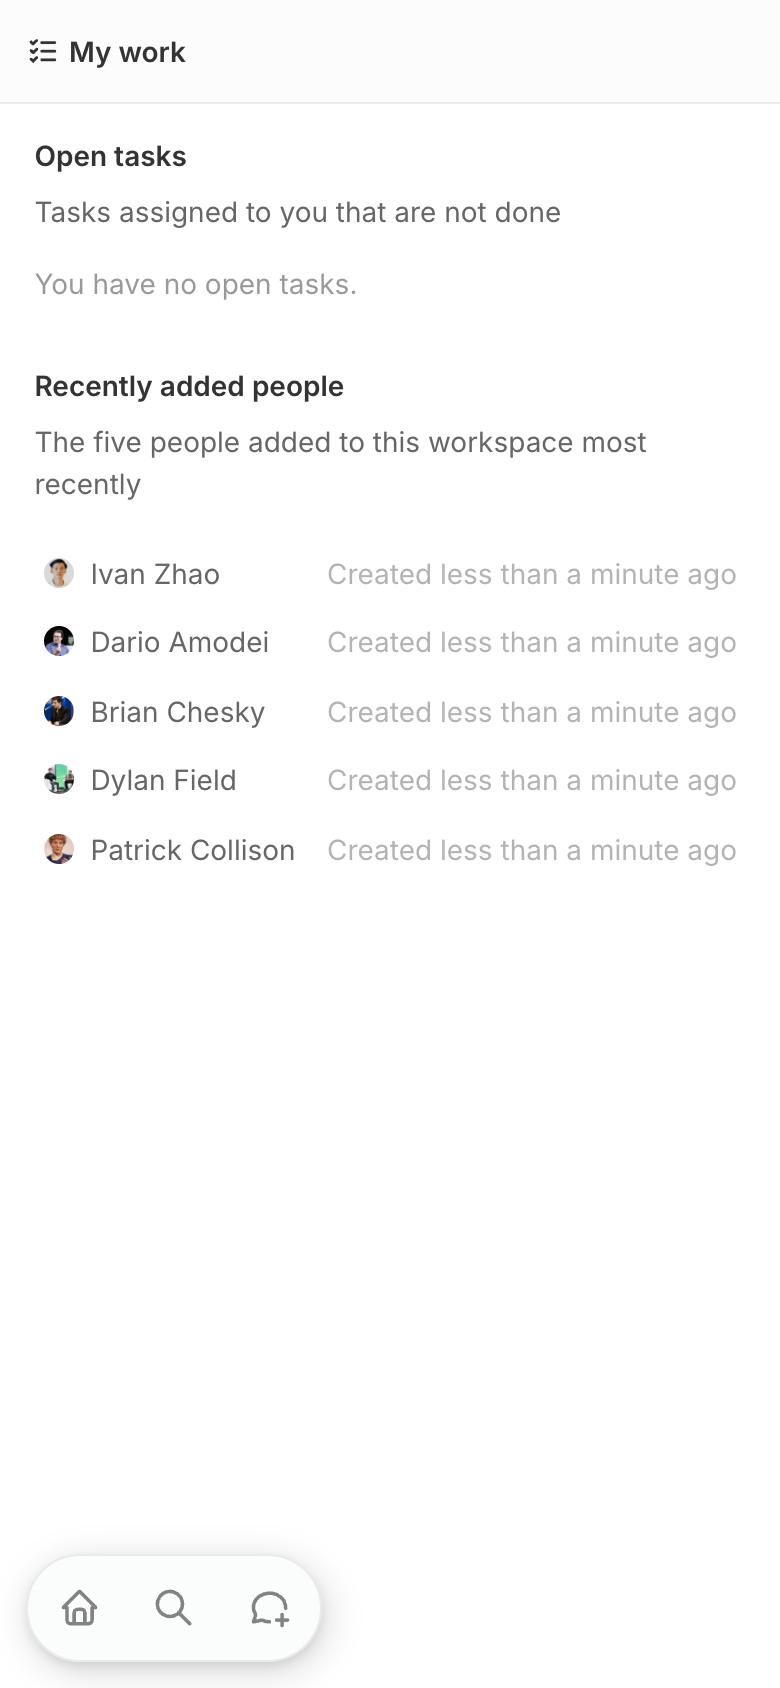 My work
Open tasks
Tasks assigned to you that are not done
You have no open tasks.
Recently added people
The five people added to this workspace most
recently
Ivan Zhao Created less than a minute ago
Dario Amodei Created less than a minute ago
Brian Chesky Created less than a minute ago
Dylan Field Created less than a minute ago
Patrick Collison Created less than a minute ago